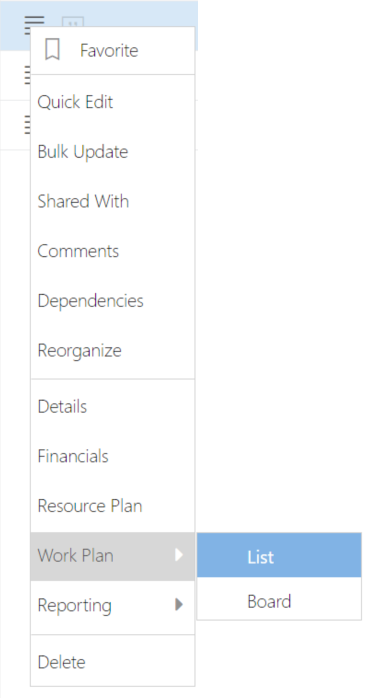 Favorite
Quick Edit
Bulk Update
Shared With
Comments
Dependencies
Reorganize
Details
Financials
Resource Plan
Work Plan
List
Reporting
Board
Delete